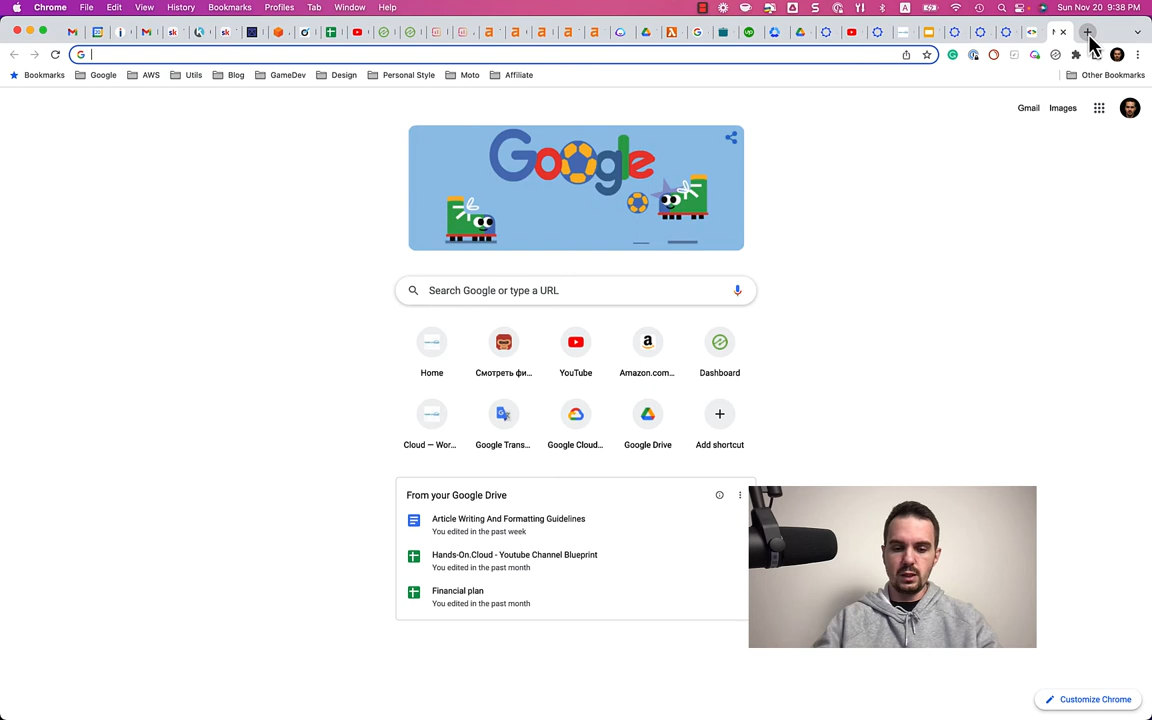 Chrome File Edit View History Bookmarks Profiles Tab Window Help Sun Nov 20 9:38 PM
Bookmarks Google AWS Utils Blog GameDev Design Personal Style Moto Affiliate Other Bookmarks
Gmail Images
Google
Search Google or type a URL
Home Смотреть фи... YouTube Amazon.com... Dashboard
Cloud — Wor... Google Trans... Google Cloud... Google Drive Add shortcut
From your Google Drive
Article Writing And Formatting Guidelines
You edited in the past week
Hands-On.Cloud - Youtube Channel Blueprint
You edited in the past month
Financial plan
You edited in the past month
Customize Chrome